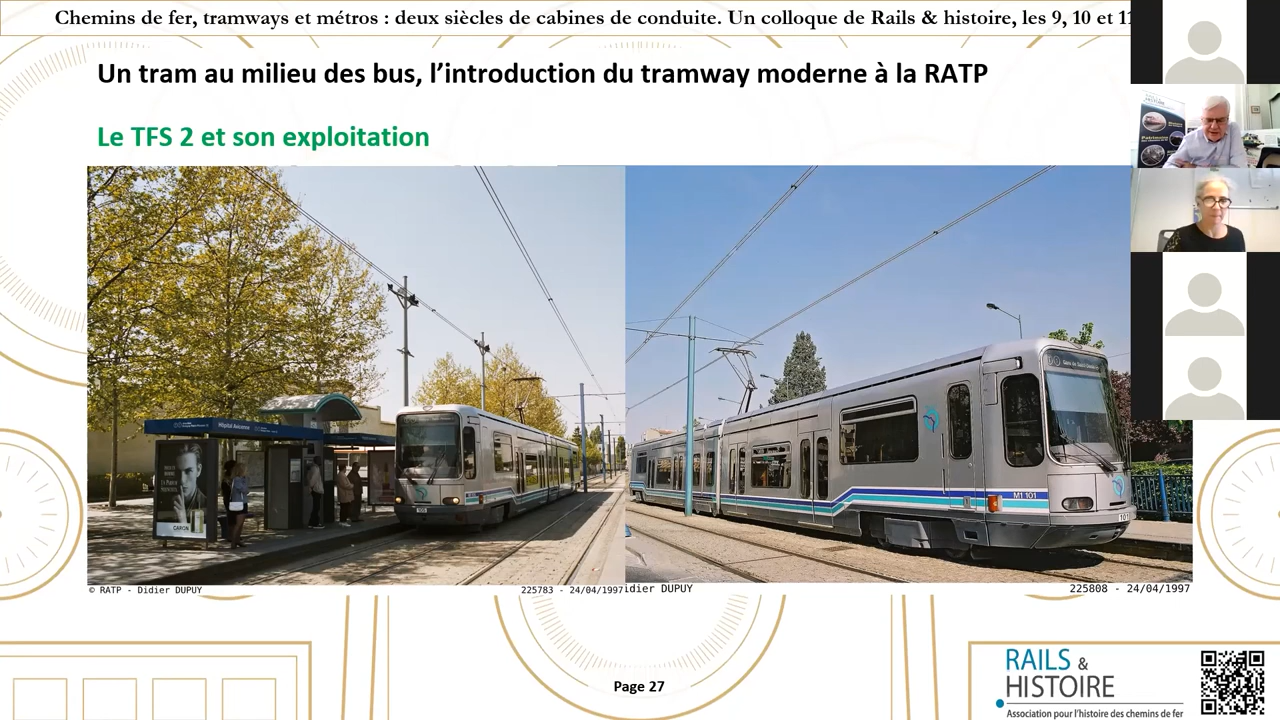 Chemins de fer, tramways et métros : deux siècles de cabines de conduite. Un colloque de Rails & histoire, les 9, 10 et 11
Un tram au milieu des bus, l'introduction du tramway moderne à la RATP
Le TFS 2 et son exploitation
Hôpital Avicenne
CARON
M1 101
101
© RATP - Didier DUPUY
225783 - 24/04/1997
idier DUPUY
225808 - 24/04/1997
Page 27
RAILS &
HISTOIRE
Association pour l'histoire des chemins de fer